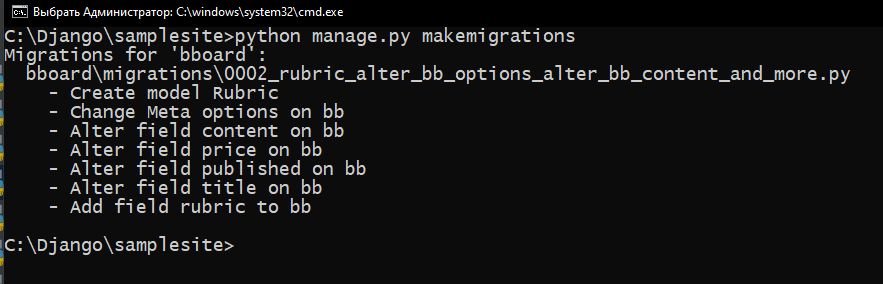 Выбрать Администратор: C:\windows\system32\cmd.exe
C:\Django\samplesite>python manage.py makemigrations
Migrations for 'bboard':
  bboard\migrations\0002_rubric_alter_bb_options_alter_bb_content_and_more.py
    - Create model Rubric
    - Change Meta options on bb
    - Alter field content on bb
    - Alter field price on bb
    - Alter field published on bb
    - Alter field title on bb
    - Add field rubric to bb
C:\Django\samplesite>